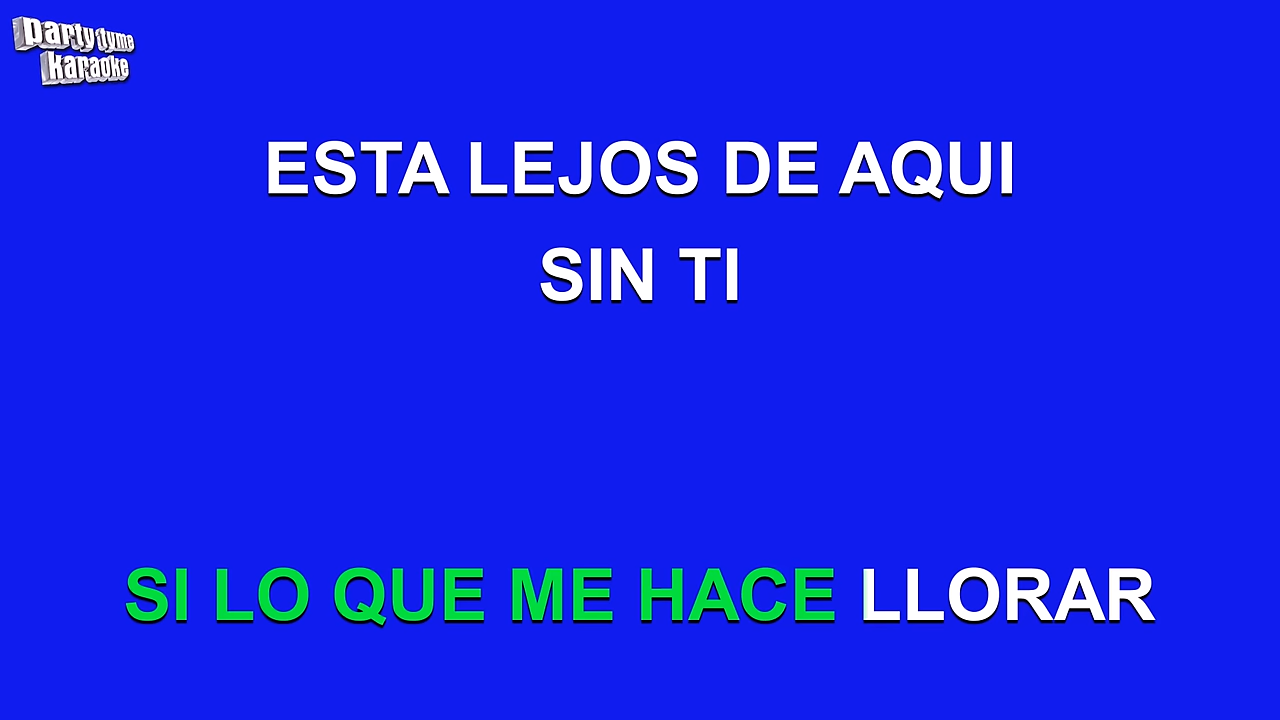 party tyme
karaoke
ESTA LEJOS DE AQUI
SIN TI
SI LO QUE ME HACE LLORAR